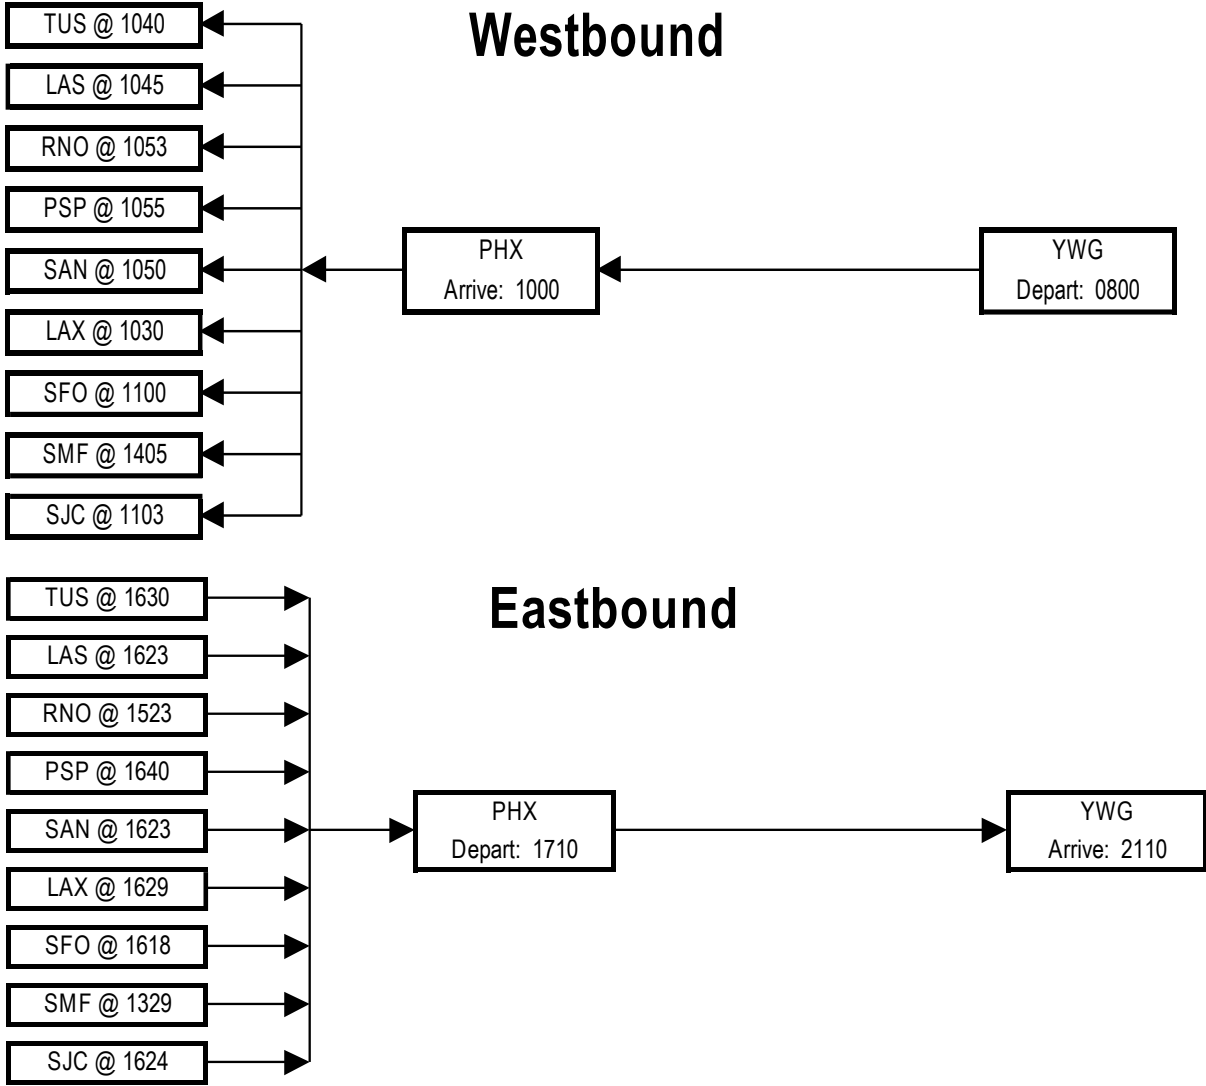 Westbound
TUS @ 1040
LAS @ 1045
RNO @ 1053
PSP @ 1055
SAN @ 1050
LAX @ 1030
SFO @ 1100
SMF @ 1405
SJC @ 1103
PHX
Arrive: 1000
YWG
Depart: 0800
Eastbound
TUS @ 1630
LAS @ 1623
RNO @ 1523
PSP @ 1640
SAN @ 1623
LAX @ 1629
SFO @ 1618
SMF @ 1329
SJC @ 1624
PHX
Depart: 1710
YWG
Arrive: 2110